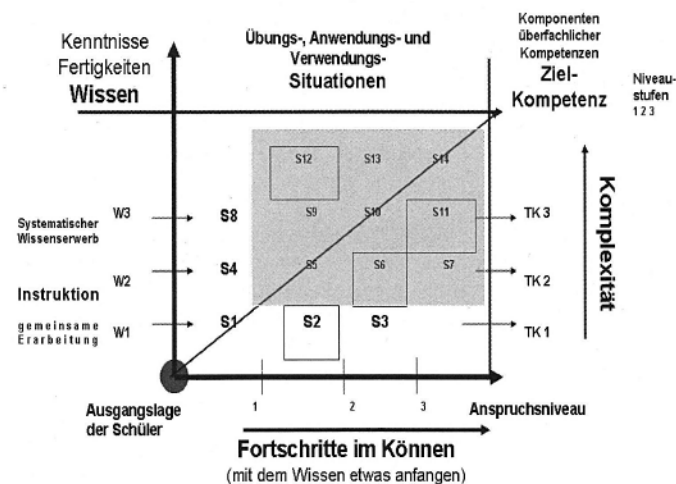 Kenntnisse
Fertigkeiten
Wissen
Übungs-, Anwendungs- und
Verwendungs-
Situationen
Komponenten
überfachlicher
Kompetenzen
Ziel-
Kompetenz
Niveau-
stufen
1 2 3
S12
S13
S14
Systematischer
Wissenserwerb
W3
S8
S9
S10
S11
TK 3
Instruktion
W2
S4
S5
S6
S7
TK 2
gemeinsame
Erarbeitung
W1
S1
S2
S3
TK 1
Komplexität
Ausgangslage
der Schüler
1
2
3
Anspruchsniveau
Fortschritte im Können
(mit dem Wissen etwas anfangen)